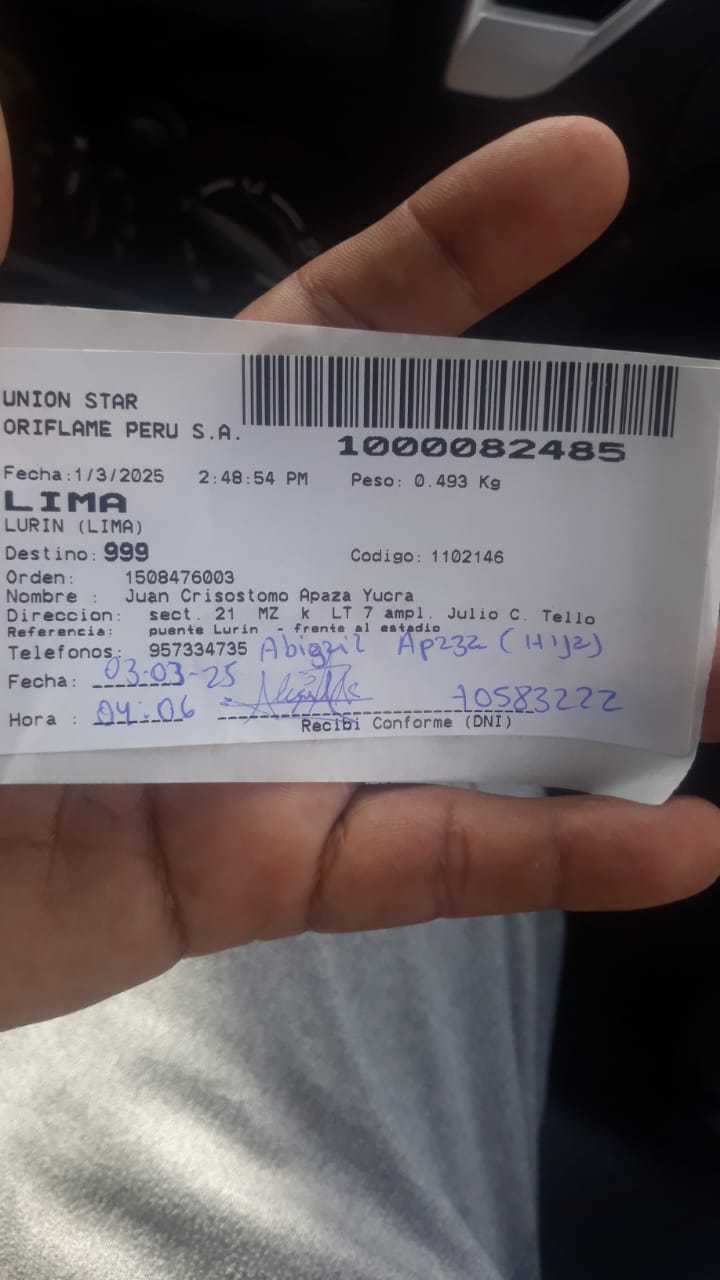 UNION STAR
ORIFLAME PERU S.A.
1000082485
Fecha:1/3/2025 2:48:54 PM Peso: 0.493 Kg
LIMA
LURIN (LIMA)
Destino: 999 Codigo: 1102146
Orden: 1508476003
Nombre : Juan Crisostomo Apaza Yucra
Direccion: sect. 21 MZ k LT 7 ampl. Julio C. Tello
Referencia: puente Lurin - frente al estadio
Telefonos: 957334735 Abigail Apaza (Hija)
Fecha: 03-03-25
Hora : 04:06 70583222
Recibi Conforme (DNI)